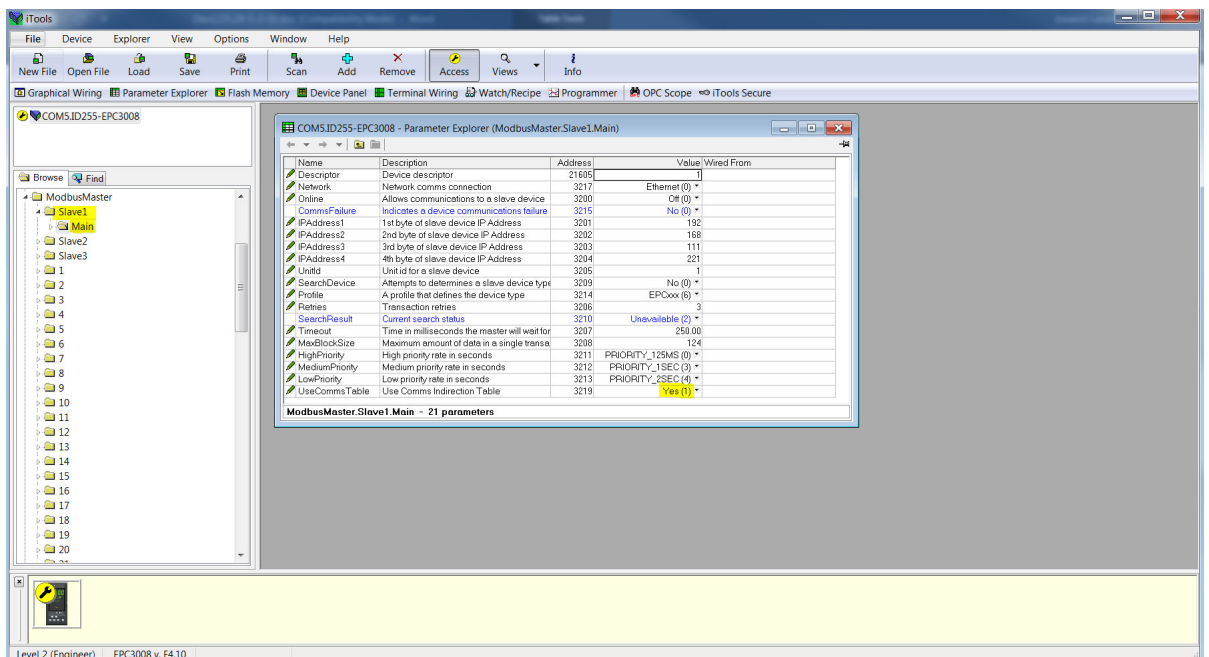 iTools
File Device Explorer View Options Window Help
New File Open File Load Save Print Scan Add Remove Access Views Info
Graphical Wiring Parameter Explorer Flash Memory Device Panel Terminal Wiring Watch/Recipe Programmer OPC Scope iTools Secure
COM5.ID255-EPC3008
Browse Find
ModbusMaster
Slave1
Main
Slave2
Slave3
1
2
3
4
5
6
7
8
9
10
11
12
13
14
15
16
17
18
19
20
COM5.ID255-EPC3008 - Parameter Explorer (ModbusMaster.Slave1.Main)
Name Description Address Value Wired From
Descriptor Device descriptor 21605 1
Network Network comms connection 3217 Ethernet (0)
Online Allows communications to a slave device 3200 Off (0)
CommsFailure Indicates a device communications failure 3215 No (0)
IPAddress1 1st byte of slave device IP Address 3201 192
IPAddress2 2nd byte of slave device IP Address 3202 168
IPAddress3 3rd byte of slave device IP Address 3203 111
IPAddress4 4th byte of slave device IP Address 3204 221
UnitId Unit id for a slave device 3205 1
SearchDevice Attempts to determines a slave device type 3209 No (0)
Profile A profile that defines the device type 3214 EPCxxx (6)
Retries Transaction retries 3206 3
SearchResult Current search status 3210 Unavailable (2)
Timeout Time in milliseconds the master will wait for 3207 250.00
MaxBlockSize Maximum amount of data in a single transa 3208 124
HighPriority High priority rate in seconds 3211 PRIORITY_125MS (0)
MediumPriority Medium priority rate in seconds 3212 PRIORITY_1SEC (3)
LowPriority Low priority rate in seconds 3213 PRIORITY_2SEC (4)
UseCommsTable Use Comms Indirection Table 3219 Yes (1)
ModbusMaster.Slave1.Main - 21 parameters
Level 2 (Engineer) EPC3008 v. E4.10